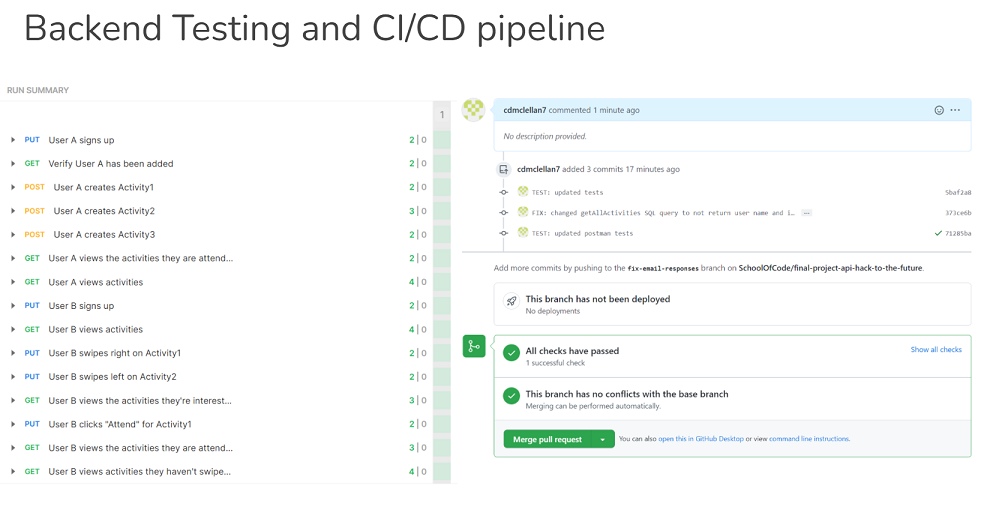 Backend Testing and CI/CD pipeline
RUN SUMMARY
1
PUT User A signs up 2 | 0
GET Verify User A has been added 2 | 0
POST User A creates Activity1 2 | 0
POST User A creates Activity2 3 | 0
POST User A creates Activity3 2 | 0
GET User A views the activities they are attend... 2 | 0
GET User A views activities 4 | 0
PUT User B signs up 2 | 0
GET User B views activities 4 | 0
PUT User B swipes right on Activity1 2 | 0
PUT User B swipes left on Activity2 2 | 0
GET User B views the activities they're interest... 3 | 0
PUT User B clicks "Attend" for Activity1 2 | 0
GET User B views the activities they are attend... 3 | 0
GET User B views activities they haven't swipe... 4 | 0
cdmclellan7 commented 1 minute ago
No description provided.
cdmclellan7 added 3 commits 17 minutes ago
TEST: updated tests 5baf2a8
FIX: changed getAllActivities SQL query to not return user name and i... 373ce6b
TEST: updated postman tests 71285ba
Add more commits by pushing to the fix-email-responses branch on SchoolOfCode/final-project-api-hack-to-the-future.
This branch has not been deployed
No deployments
All checks have passed Show all checks
1 successful check
This branch has no conflicts with the base branch
Merging can be performed automatically.
Merge pull request You can also open this in GitHub Desktop or view command line instructions.